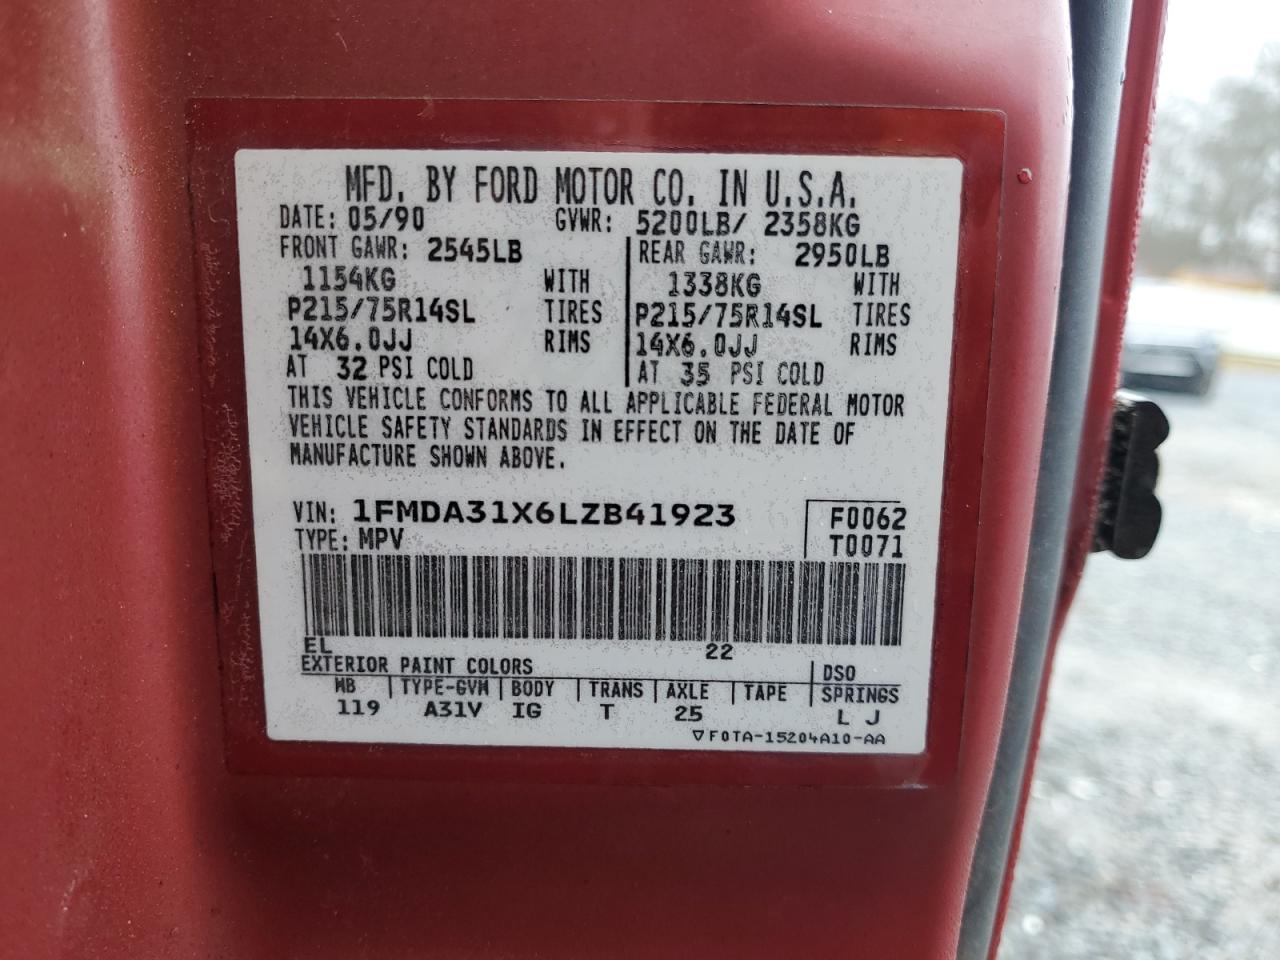 MFD. BY FORD MOTOR CO. IN U.S.A.
DATE: 05/90 GVWR: 5200LB/ 2358KG
FRONT GAWR: 2545LB REAR GAWR: 2950LB
1154KG WITH 1338KG WITH
P215/75R14SL TIRES P215/75R14SL TIRES
14X6.0JJ RIMS 14X6.0JJ RIMS
AT 32 PSI COLD AT 35 PSI COLD
THIS VEHICLE CONFORMS TO ALL APPLICABLE FEDERAL MOTOR
VEHICLE SAFETY STANDARDS IN EFFECT ON THE DATE OF
MANUFACTURE SHOWN ABOVE.
VIN: 1FMDA31X6LZB41923 F0062
TYPE: MPV T0071
EL 22
EXTERIOR PAINT COLORS DSO
WB TYPE-GVW BODY TRANS AXLE TAPE SPRINGS
119 A31V IG T 25 L J
▽F0TA-15204A10-AA